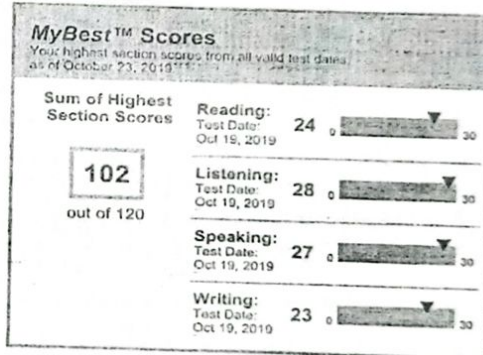 MyBest™ Scores
Your highest section scores from all valid test dates
as of October 23, 2019
Sum of Highest
Section Scores
102
out of 120
Reading:
Test Date:
Oct 19, 2019
24
0
30
Listening:
Test Date:
Oct 19, 2019
28
0
30
Speaking:
Test Date:
Oct 19, 2019
27
0
30
Writing:
Test Date:
Oct 19, 2019
23
0
30